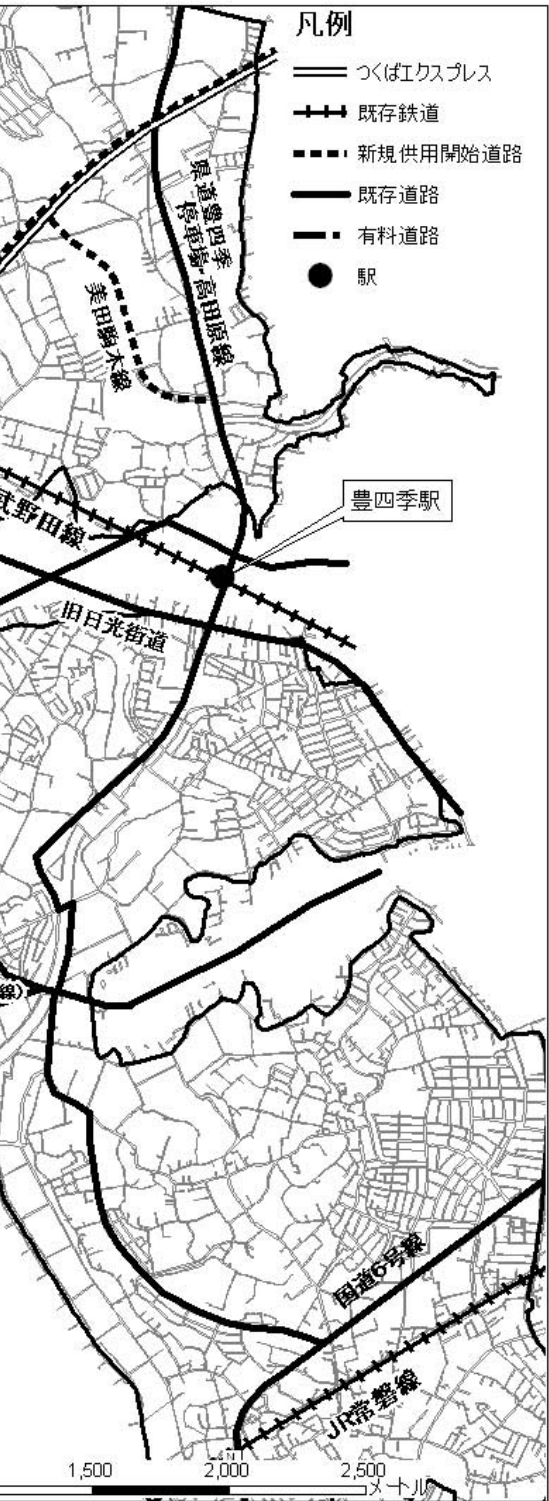 凡例
つくばエクスプレス
既存鉄道
新規供用開始道路
既存道路
有料道路
駅
県道豊四季
停車場・高田原線
美田駒木線
武野田線
豊四季駅
旧日光街道
線)
国道6号線
JR常磐線
1,500
2,000
2,500
メートル